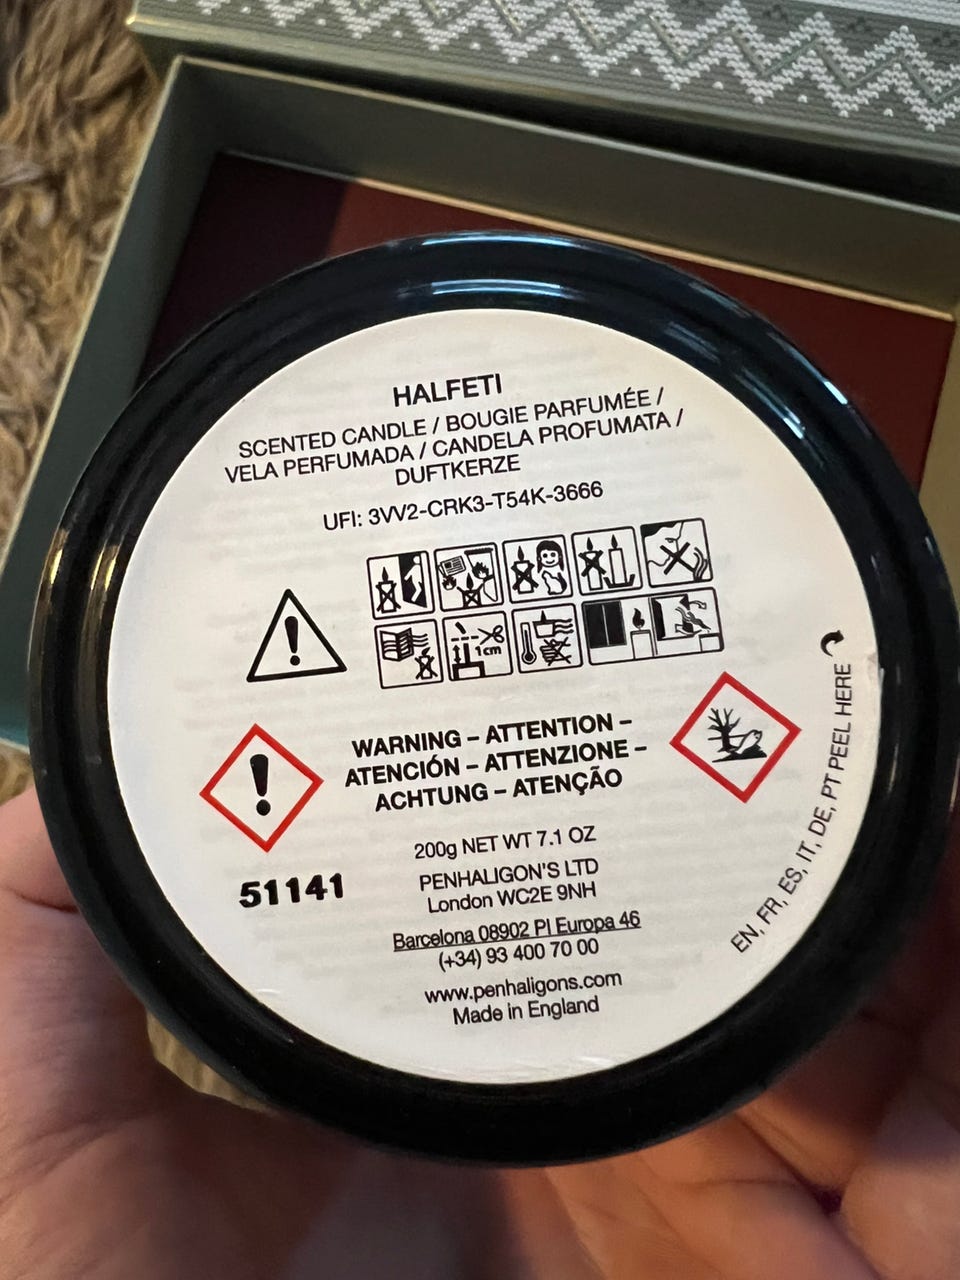 HALFETI
SCENTED CANDLE / BOUGIE PARFUMÉE /
VELA PERFUMADA / CANDELA PROFUMATA /
DUFTKERZE
UFI: 3VV2-CRK3-T54K-3666
1cm
WARNING – ATTENTION –
ATENCIÓN – ATTENZIONE –
ACHTUNG – ATENÇÃO
200g NET WT 7.1 OZ
51141
PENHALIGON'S LTD
London WC2E 9NH
Barcelona 08902 Pl Europa 46
(+34) 93 400 70 00
www.penhaligons.com
Made in England
EN, FR, ES, IT, DE, PT PEEL HERE